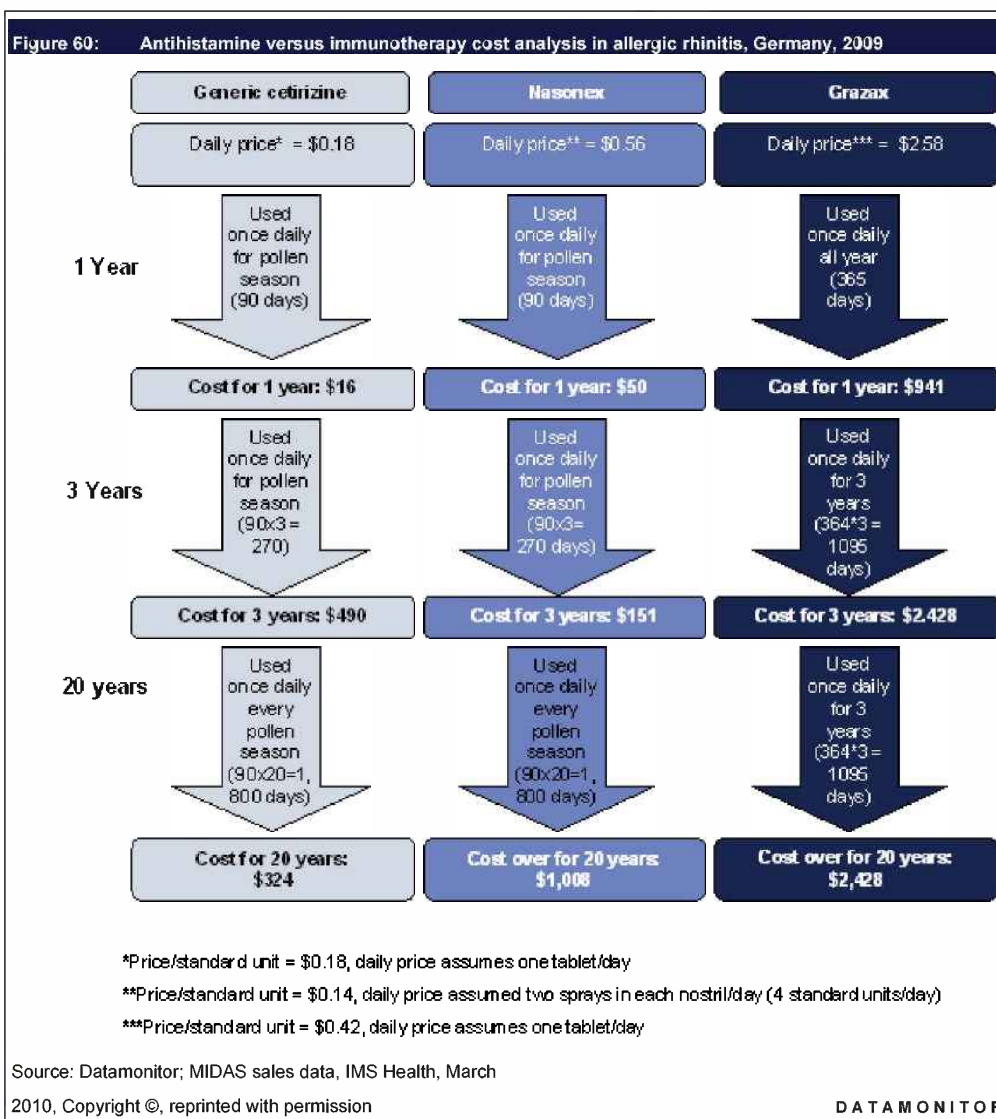 Figure 60: Antihistamine versus immunotherapy cost analysis in allergic rhinitis, Germany, 2009
Generic cetirizine
Nasonex
Grazax
Daily price* = $0.18
Daily price** = $0.56
Daily price*** = $2.58
1 Year
Used
once daily
for pollen
season
(90 days)
Used
once daily
for pollen
season
(90 days)
Used
once daily
all year
(365
days)
Cost for 1 year: $16
Cost for 1 year: $50
Cost for 1 year: $941
3 Years
Used
once daily
for pollen
season
(90x3=
270)
Used
once daily
for pollen
season
(90x3=
270 days)
Used
once daily
for 3
years
(364*3=
1095
days)
Cost for 3 years: $490
Cost for 3 years: $151
Cost for 3 years: $2.428
20 years
Used
once daily
every
pollen
season
(90x20=1,
800 days)
Used
once daily
every
pollen
season
(90x20=1,
800 days)
Used
once daily
for 3
years
(364*3=
1095
days)
Cost for 20 years:
$324
Cost over for 20 years:
$1,008
Cost over for 20 years:
$2,428
*Price/standard unit = $0.18, daily price assumes one tablet/day
**Price/standard unit = $0.14, daily price assumed two sprays in each nostril/day (4 standard units/day)
***Price/standard unit = $0.42, daily price assumes one tablet/day
Source: Datamonitor; MIDAS sales data, IMS Health, March
2010, Copyright ©, reprinted with permission
DATAMONITOR